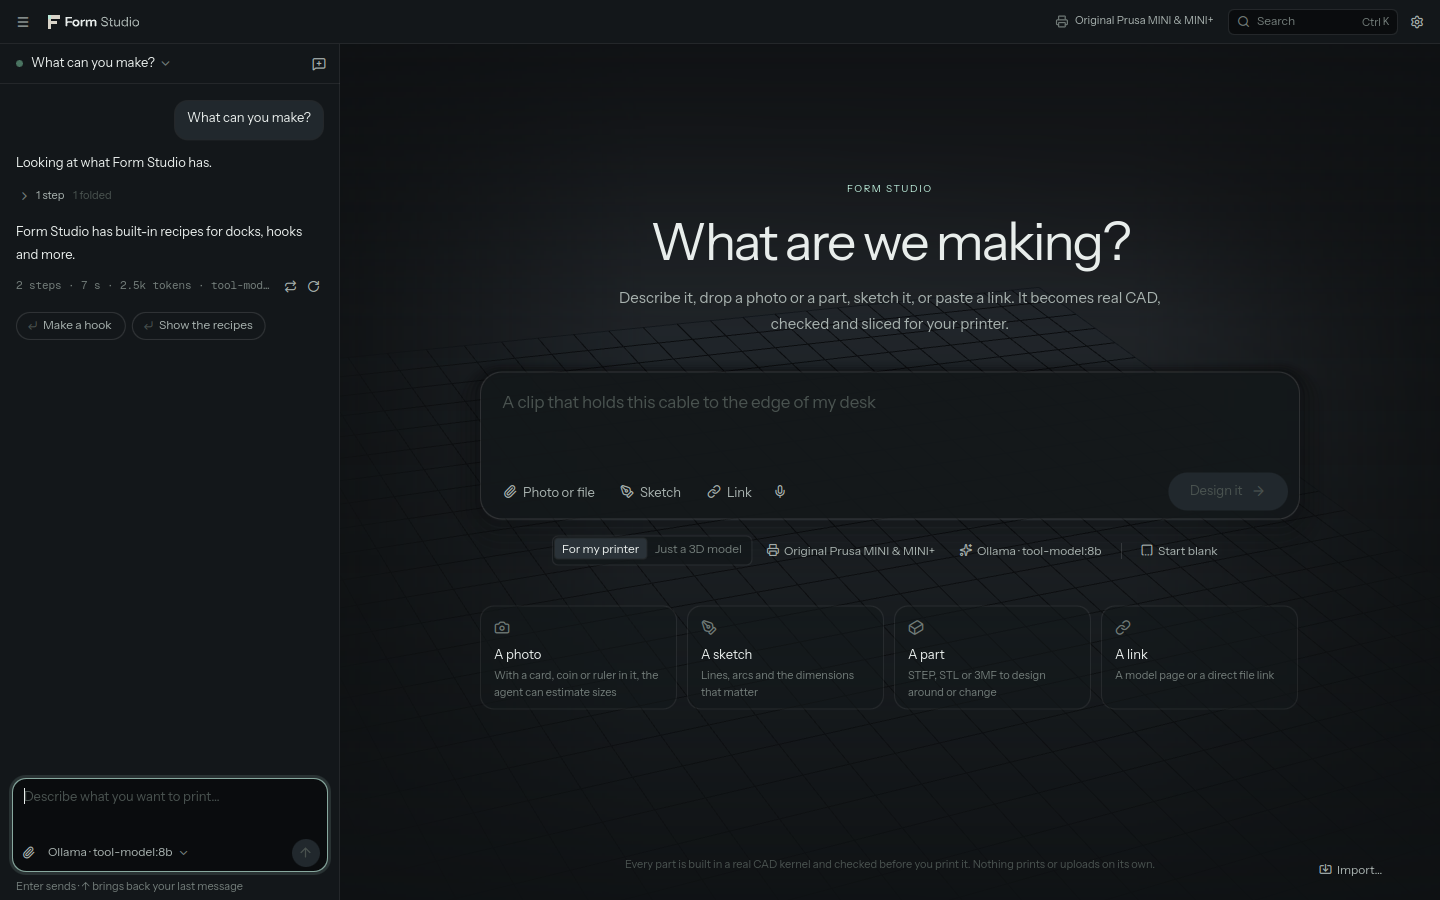 Form Studio
Original Prusa MINI & MINI+
Search
Ctrl K
What can you make?
What can you make?
Looking at what Form Studio has.
1 step 1 folded
Form Studio has built-in recipes for docks, hooks
and more.
2 steps · 7 s · 2.5k tokens · tool-mod…
Make a hook
Show the recipes
Describe what you want to print...
Ollama · tool-model:8b
Enter sends · ↑ brings back your last message
FORM STUDIO
What are we making?
Describe it, drop a photo or a part, sketch it, or paste a link. It becomes real CAD,
checked and sliced for your printer.
A clip that holds this cable to the edge of my desk
Photo or file
Sketch
Link
Design it
For my printer
Just a 3D model
Original Prusa MINI & MINI+
Ollama · tool-model:8b
Start blank
A photo
With a card, coin or ruler in it, the
agent can estimate sizes
A sketch
Lines, arcs and the dimensions
that matter
A part
STEP, STL or 3MF to design
around or change
A link
A model page or a direct file link
Every part is built in a real CAD kernel and checked before you print it. Nothing prints or uploads on its own.
Import...